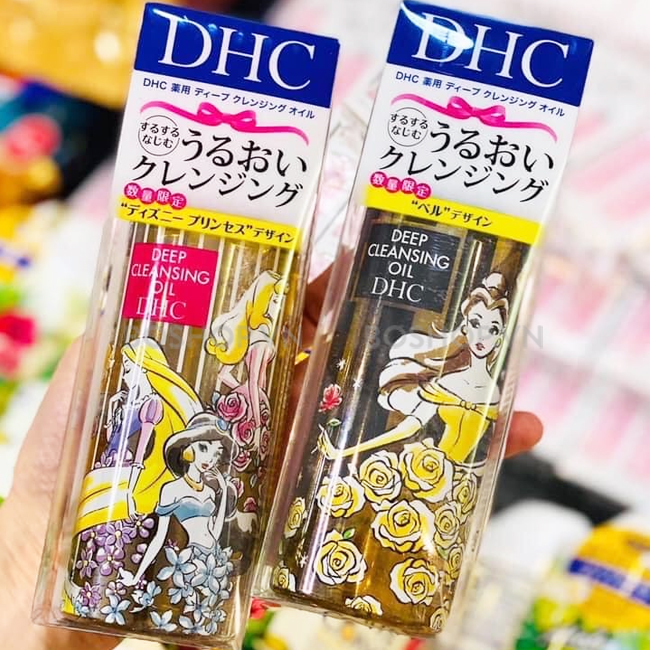 DHC
DHC 薬用 ディープ クレンジング オイル
するする
なじむ
うるおい
クレンジング
数量限定
“ディズニー プリンセス”デザイン
DEEP
CLEANSING
OIL
DHC
DHC
DHC 薬用 ディープ クレンジング オイル
するする
なじむ
うるおい
クレンジング
数量限定
“ベル”デザイン
DEEP
CLEANSING
OIL
DHC